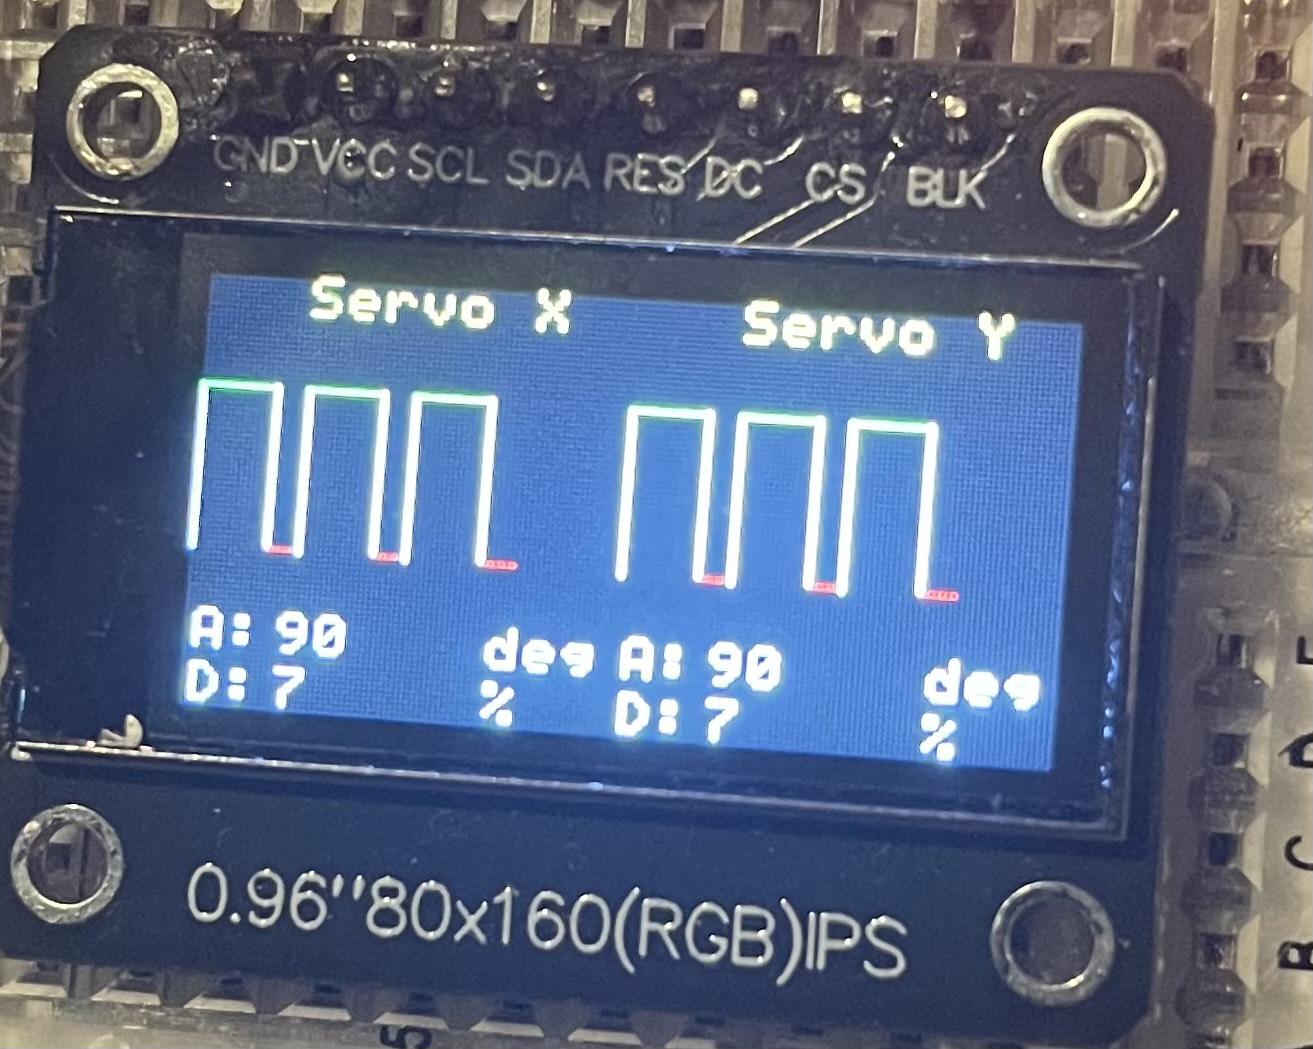 GND VCC SCL SDA RES DC CS BLK
Servo X Servo Y
A: 90 deg A: 90 deg
D: 7 % D: 7 %
0.96"80x160(RGB)IPS
5
B C D E